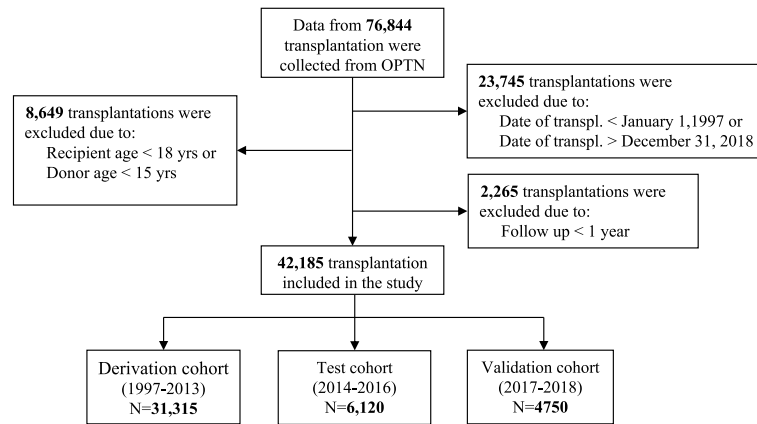 Data from 76,844
transplantation were
collected from OPTN
23,745 transplantations were
excluded due to:
Date of transpl. < January 1,1997 or
Date of transpl. > December 31, 2018
8,649 transplantations were
excluded due to:
Recipient age < 18 yrs or
Donor age < 15 yrs
2,265 transplantations were
excluded due to:
Follow up < 1 year
42,185 transplantation
included in the study
Derivation cohort
(1997-2013)
N=31,315
Test cohort
(2014-2016)
N=6,120
Validation cohort
(2017-2018)
N=4750